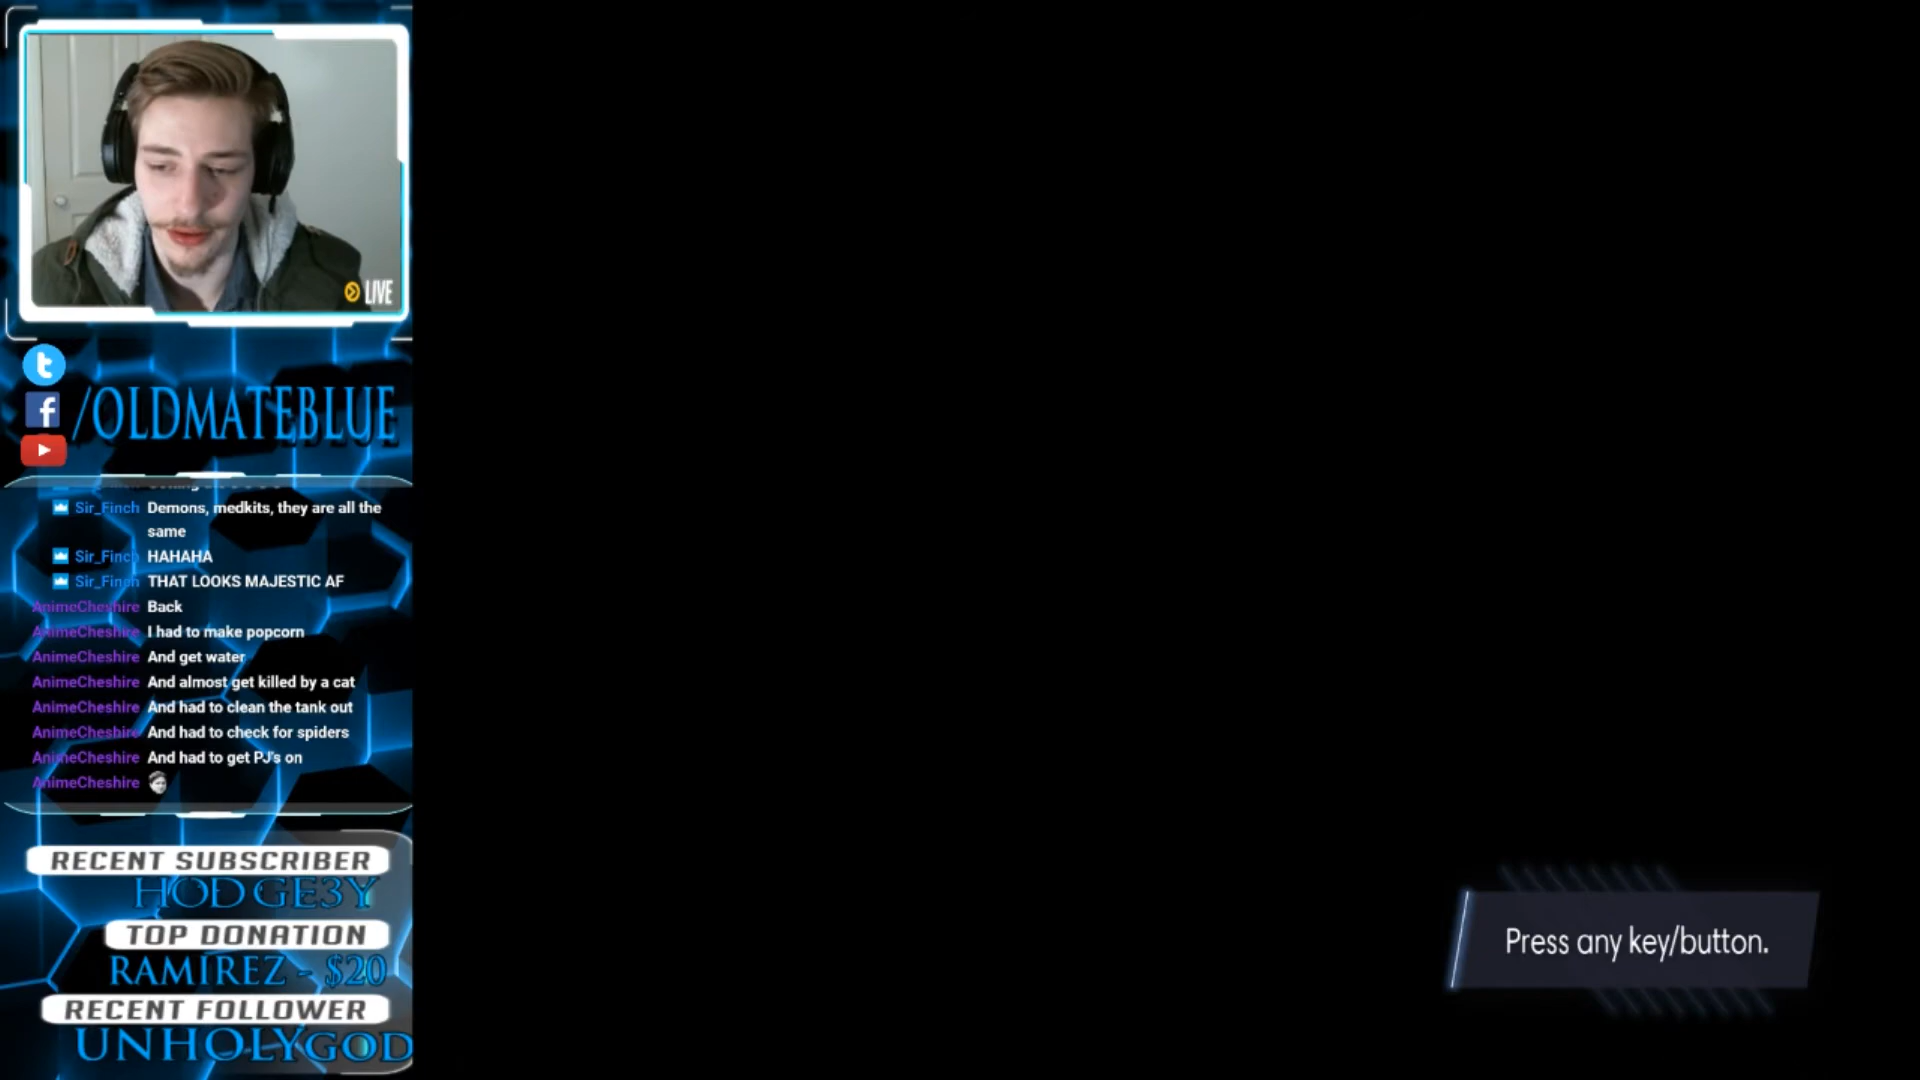 LIVE
/OLDMATEBLUE
Sir_Finch Demons, medkits, they are all the
same
Sir_Finch HAHAHA
Sir_Finch THAT LOOKS MAJESTIC AF
AnimeCheshire Back
AnimeCheshire I had to make popcorn
AnimeCheshire And get water
AnimeCheshire And almost get killed by a cat
AnimeCheshire And had to clean the tank out
AnimeCheshire And had to check for spiders
AnimeCheshire And had to get PJ's on
AnimeCheshire
RECENT SUBSCRIBER
HODGE3Y
TOP DONATION
RAMIREZ - $20
RECENT FOLLOWER
UNHOLYGOD
Press any key/button.